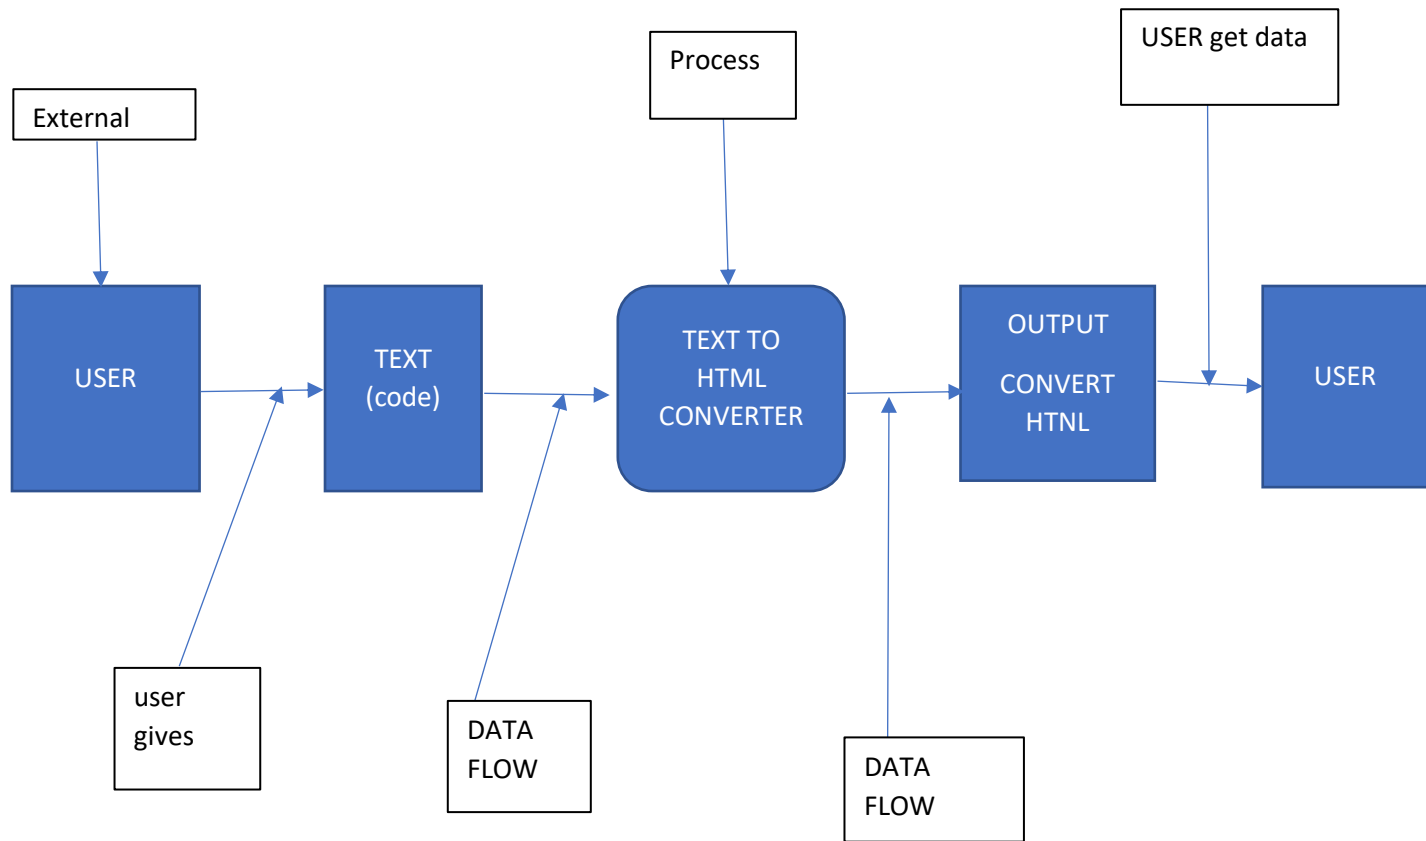 USER get data
Process
External
USER
TEXT
(code)
TEXT TO
HTML
CONVERTER
OUTPUT
CONVERT
HTNL
USER
user
gives
DATA
FLOW
DATA
FLOW